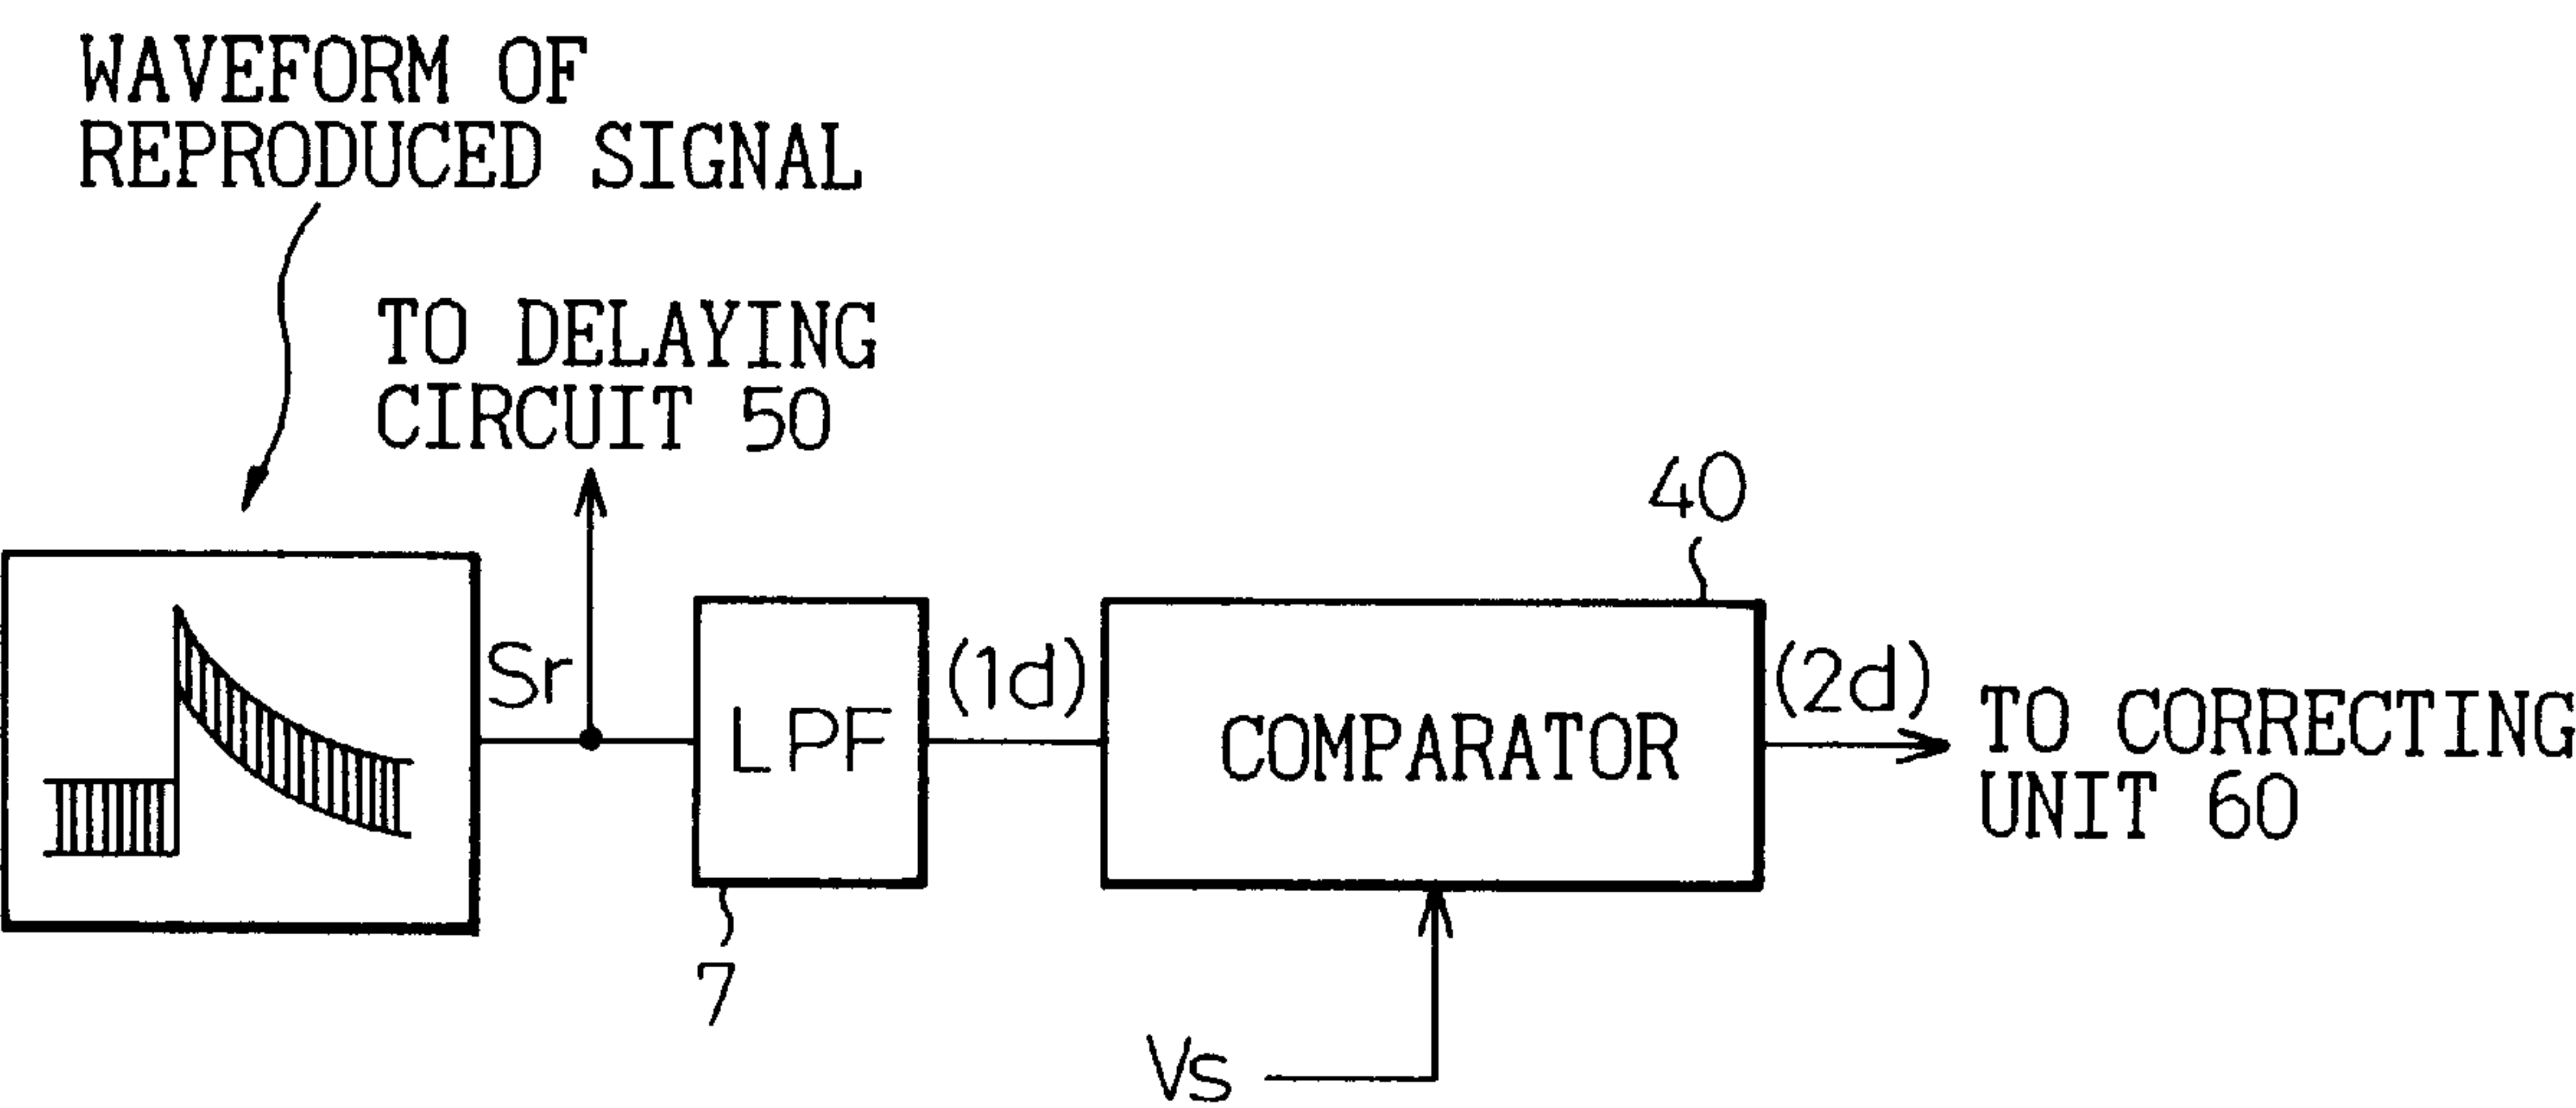 WAVEFORM OF
REPRODUCED SIGNAL
TO DELAYING
CIRCUIT 50
40
Sr
LPF
(1d)
COMPARATOR
(2d)
TO CORRECTING
UNIT 60
7
Vs